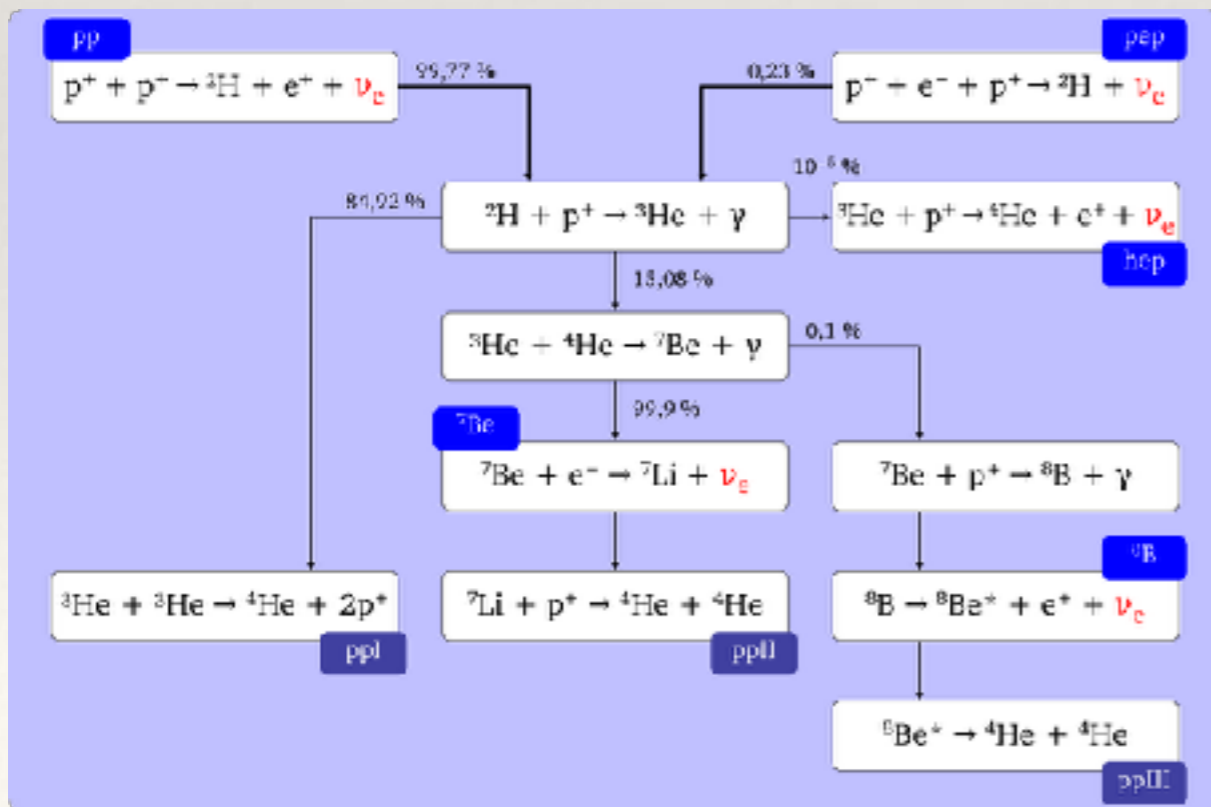 pp
p⁺ + p⁺ → ²H + e⁺ + νₑ
99,77 %
pep
0,23 %
p⁺ + e⁻ + p⁺ → ²H + νₑ
84,92 %
²H + p⁺ → ³He + γ
³He + p⁺ → ⁴He + e⁺ + νₑ
hep
15,08 %
³He + ⁴He → ⁷Be + γ
0,1 %
99,9 %
⁷Be
⁷Be + e⁻ → ⁷Li + νₑ
⁷Be + p⁺ → ⁸B + γ
⁸B
³He + ³He → ⁴He + 2p⁺
ppI
⁷Li + p⁺ → ⁴He + ⁴He
ppII
⁸B → ⁸Be* + e⁺ + νₑ
⁸Be* → ⁴He + ⁴He
ppIII